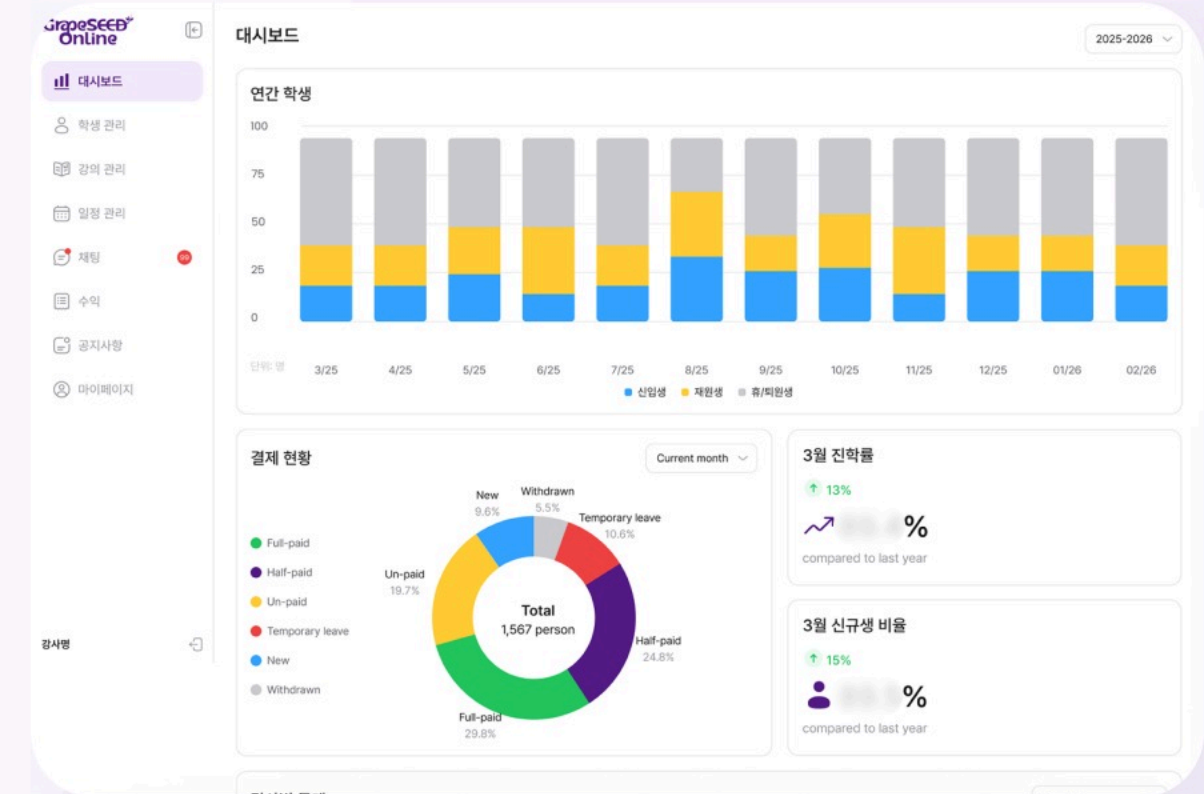 GrapeSEED
Online
대시보드
학생 관리
강의 관리
일정 관리
채팅
99
수익
공지사항
마이페이지
강사명
대시보드
2025-2026
연간 학생
100
75
50
25
0
단위: 명
3/25
4/25
5/25
6/25
7/25
8/25
9/25
10/25
11/25
12/25
01/26
02/26
신입생
재원생
휴/퇴원생
결제 현황
Current month
Full-paid
Half-paid
Un-paid
Temporary leave
New
Withdrawn
New
9.6%
Withdrawn
5.5%
Temporary leave
10.6%
Un-paid
19.7%
Total
1,567 person
Half-paid
24.8%
Full-paid
29.8%
3월 진학률
13%
%
compared to last year
3월 신규생 비율
15%
%
compared to last year